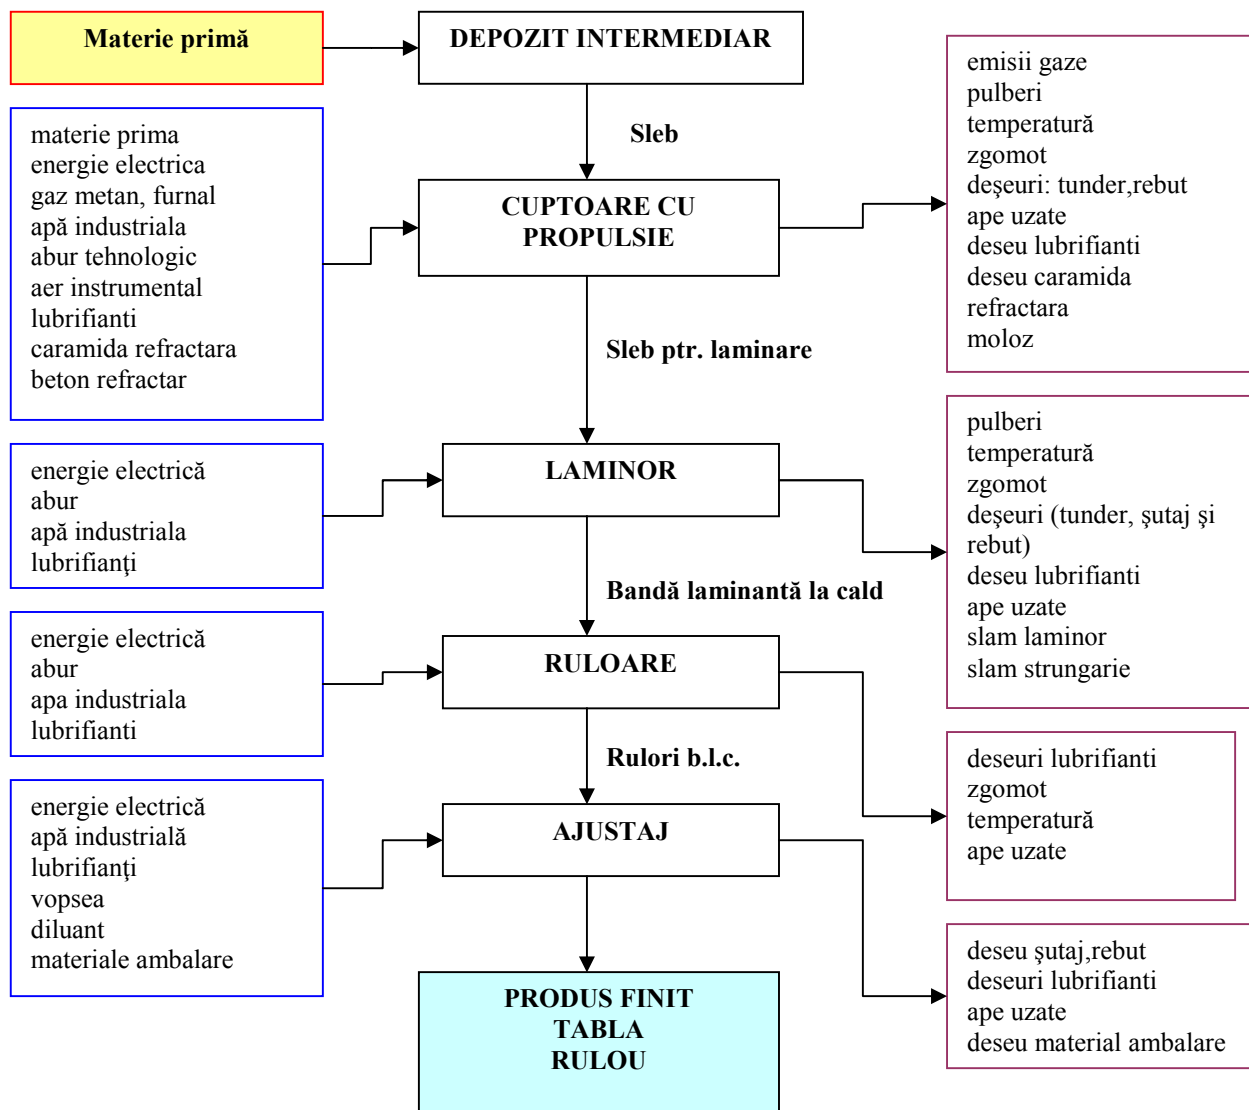 Materie primă
DEPOZIT INTERMEDIAR
Sleb
materie prima
energie electrica
gaz metan, furnal
apă industriala
abur tehnologic
aer instrumental
lubrifianti
caramida refractara
beton refractar
CUPTOARE CU
PROPULSIE
emisii gaze
pulberi
temperatură
zgomot
deşeuri: tunder,rebut
ape uzate
deseu lubrifianti
deseu caramida
refractara
moloz
Sleb ptr. laminare
energie electrică
abur
apă industriala
lubrifianţi
LAMINOR
pulberi
temperatură
zgomot
deşeuri (tunder, şutaj şi
rebut)
deseu lubrifianti
ape uzate
slam laminor
slam strungarie
Bandă laminantă la cald
energie electrică
abur
apa industriala
lubrifianti
RULOARE
deseuri lubrifianti
zgomot
temperatură
ape uzate
Rulori b.l.c.
energie electrică
apă industrială
lubrifianţi
vopsea
diluant
materiale ambalare
AJUSTAJ
deseu şutaj,rebut
deseuri lubrifianti
ape uzate
deseu material ambalare
PRODUS FINIT
TABLA
RULOU